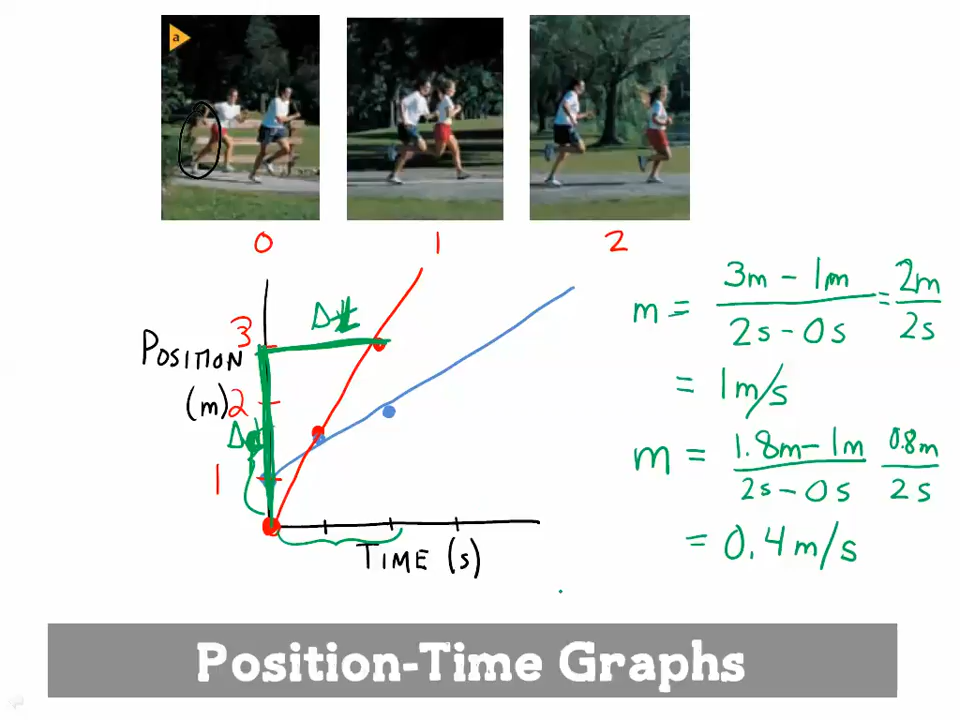 a
0 1 2
Δt
3
POSITION
(m) 2
Δd
1
TIME (s)
m = 3m - 1m / 2s - 0s = 2m / 2s
= 1m/s
m = 1.8m - 1m / 2s - 0s 0.8m / 2s
= 0.4m/s
Position-Time Graphs